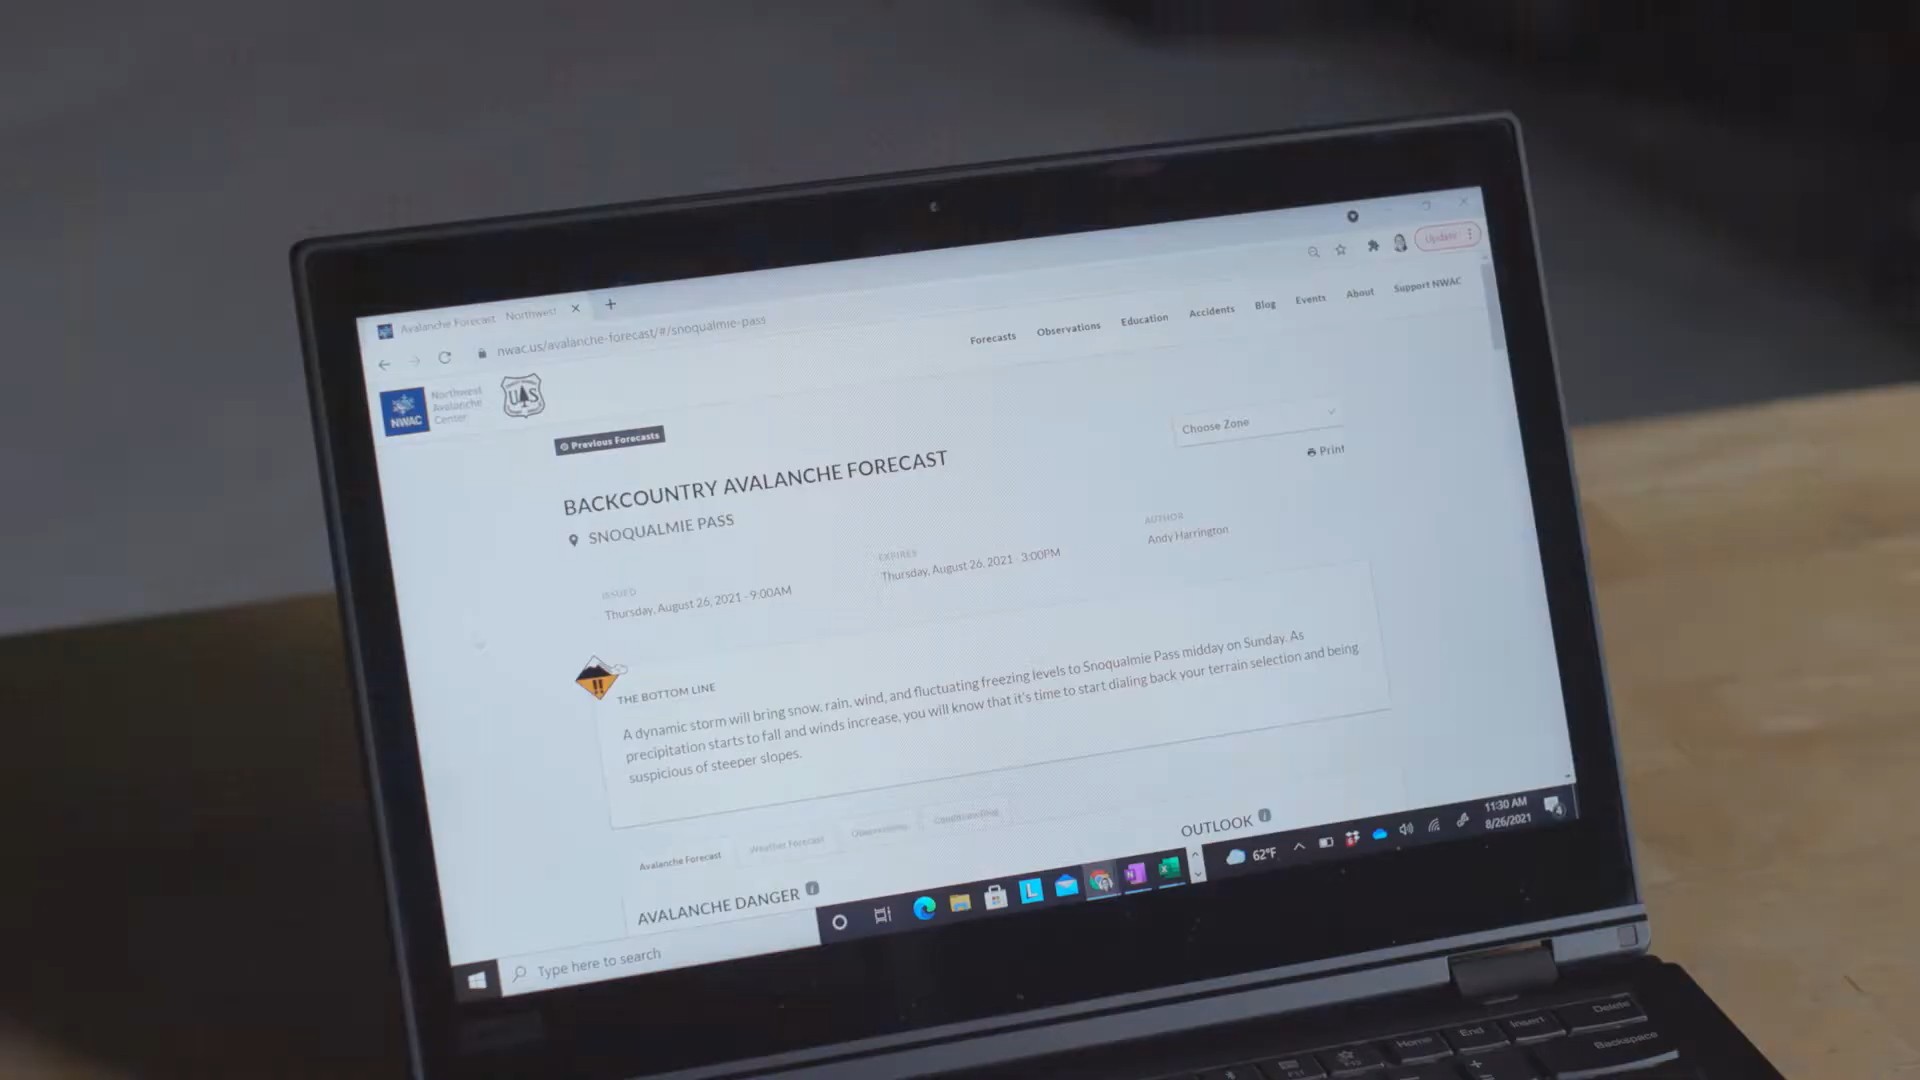 Avalanche Forecast Northwest
nwac.us/avalanche-forecast/#/snoqualmie-pass
Update
NWAC
Northwest
Avalanche
Center
US
Forecasts
Observations
Education
Accidents
Blog
Events
About
Support NWAC
Previous Forecasts
Choose Zone
Print
BACKCOUNTRY AVALANCHE FORECAST
SNOQUALMIE PASS
ISSUED
Thursday, August 26, 2021 - 9:00AM
EXPIRES
Thursday, August 26, 2021 - 3:00PM
AUTHOR
Andy Harrington
THE BOTTOM LINE
A dynamic storm will bring snow, rain, wind, and fluctuating freezing levels to Snoqualmie Pass midday on Sunday. As
precipitation starts to fall and winds increase, you will know that it's time to start dialing back your terrain selection and being
suspicious of steeper slopes.
Avalanche Forecast
Weather Forecast
Observations
Conditions Blog
AVALANCHE DANGER
OUTLOOK
Type here to search
L
N
62°F
11:30 AM
8/26/2021
4
Home
End
Insert
Delete
Backspace